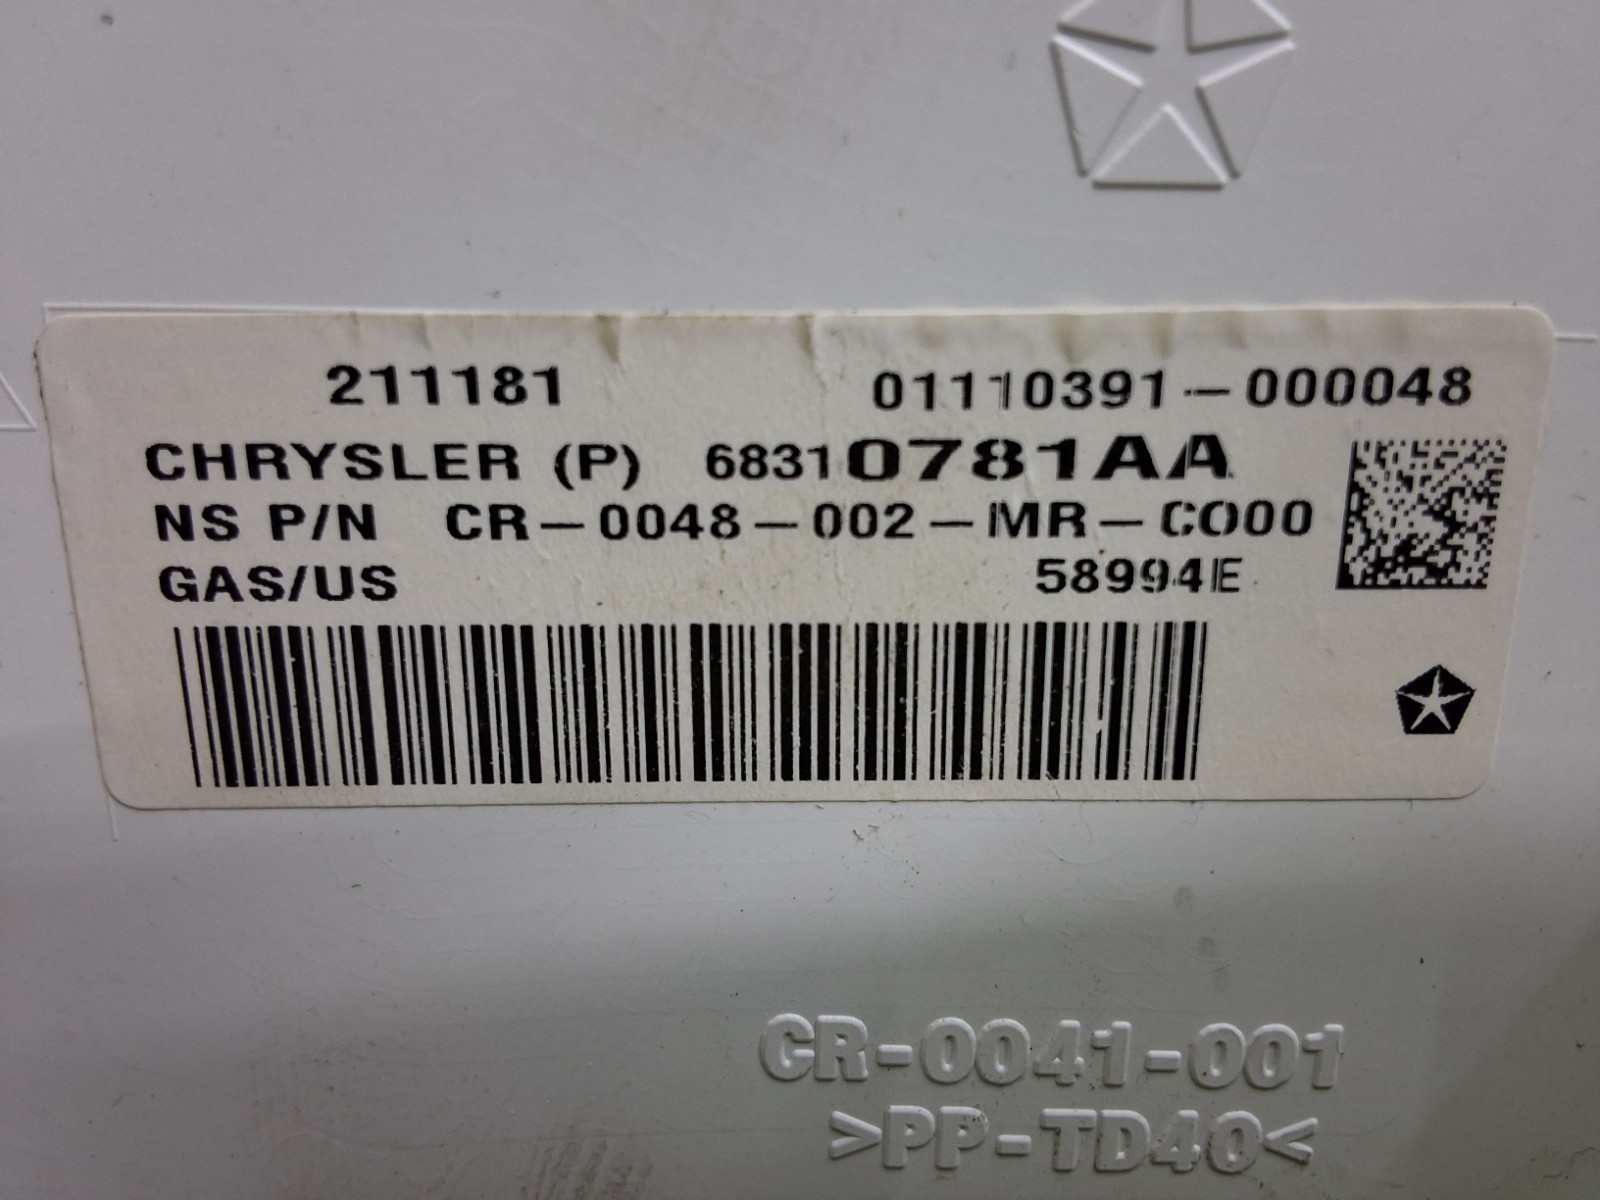 211181 01110391-000048
CHRYSLER (P) 68310781AA
NS P/N CR-0048-002-MR-C000
GAS/US 58994E
CR-0041-001
>PP-TD40<